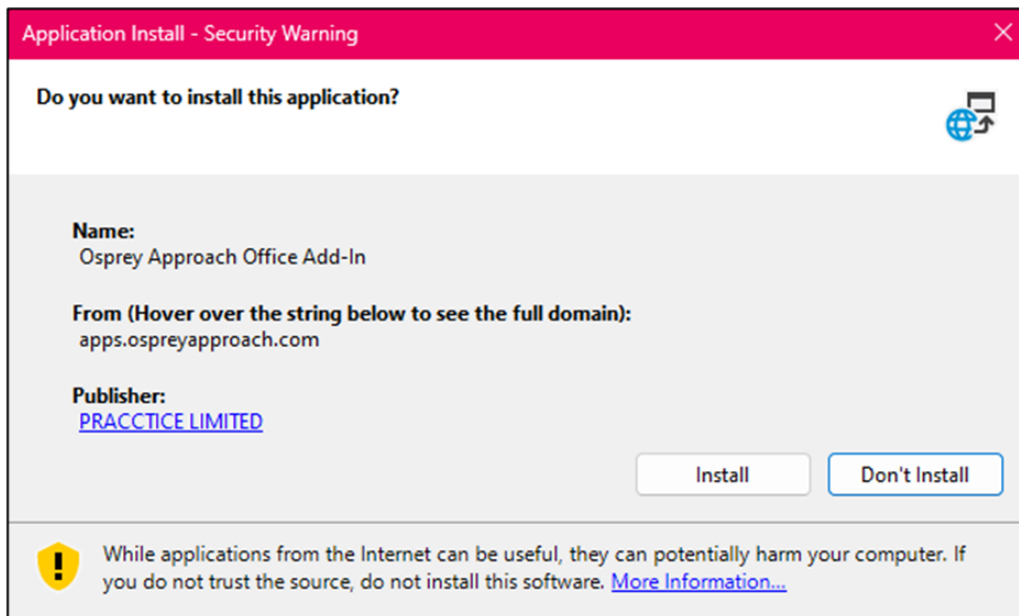 Application Install - Security Warning
Do you want to install this application?
Name:
Osprey Approach Office Add-In
From (Hover over the string below to see the full domain):
apps.ospreyapproach.com
Publisher:
PRACCTICE LIMITED
Install
Don't Install
While applications from the Internet can be useful, they can potentially harm your computer. If
you do not trust the source, do not install this software. More Information...